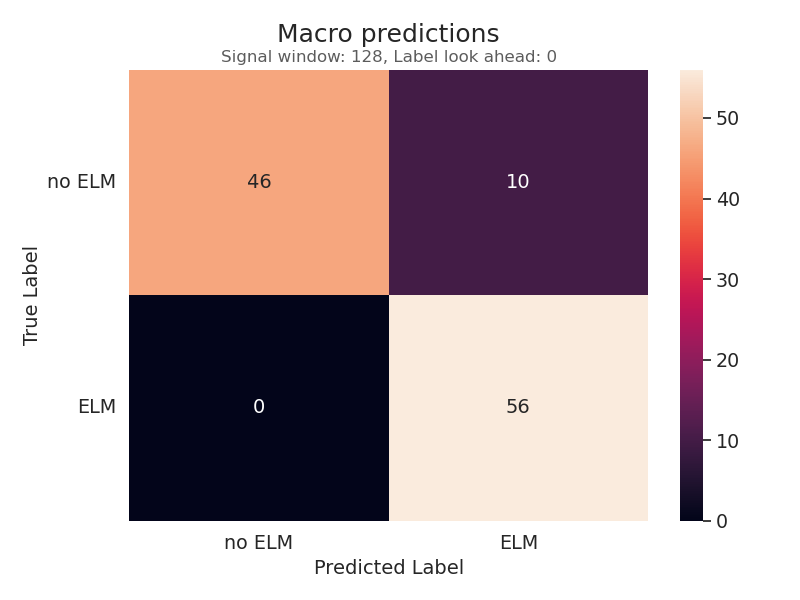 Macro predictions
Signal window: 128, Label look ahead: 0
no ELM
46
10
50
40
30
20
10
0
True Label
ELM
0
56
no ELM
ELM
Predicted Label